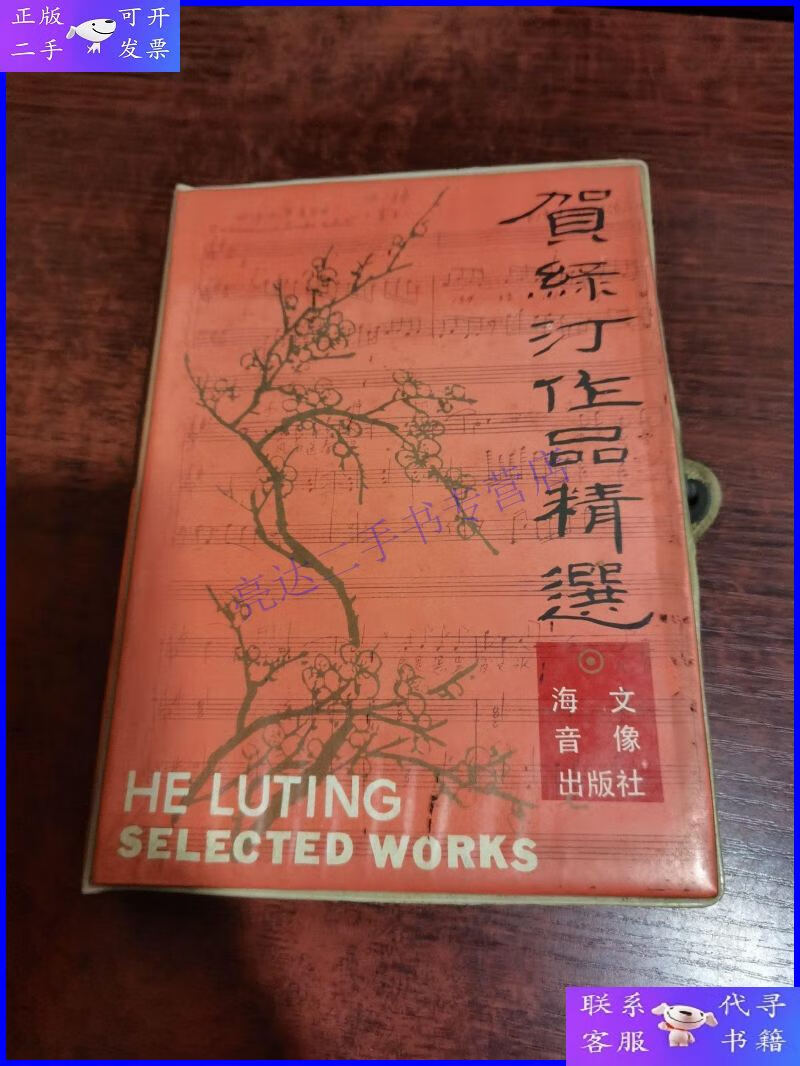 正版 可开
二手 发票
賀綠汀作品精選
亮达二手书专营店
海文
音像
出版社
HE LUTING
SELECTED WORKS
联系 代寻
客服 书籍